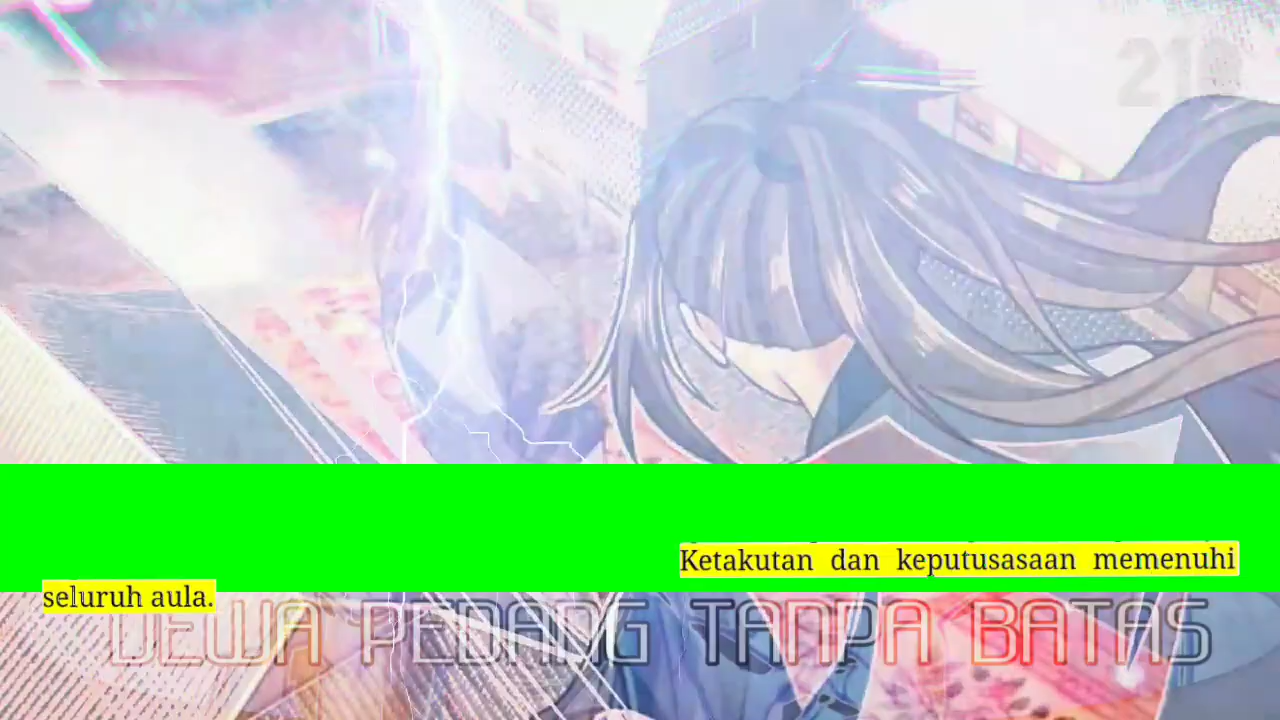 Ketakutan dan keputusasaan memenuhi
seluruh aula.
DEWA PEDANG TANPA BATAS